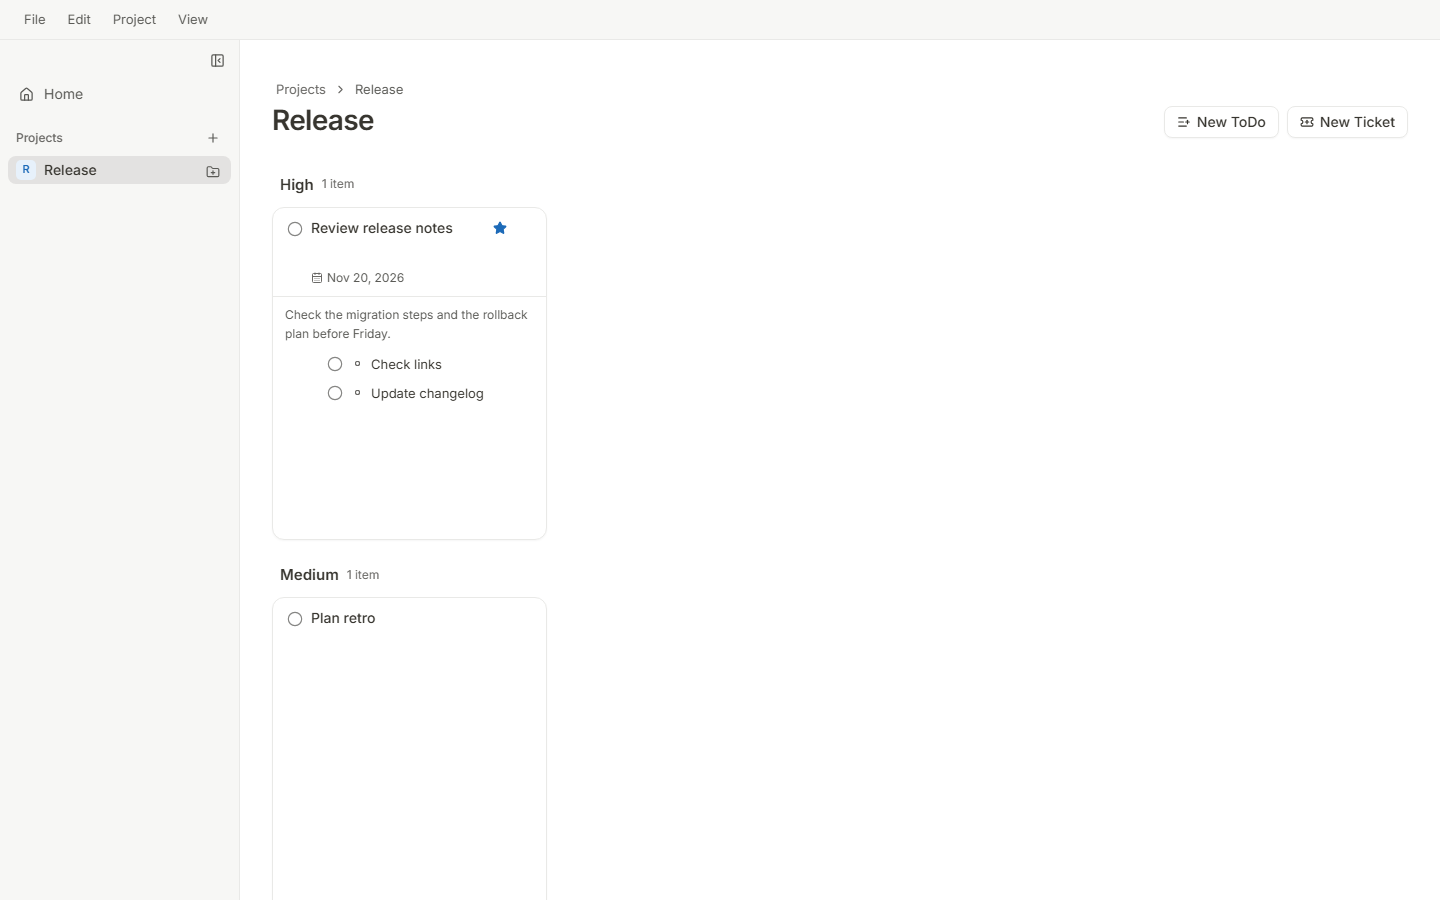 File Edit Project View
Home
Projects
R Release
Projects Release
Release
New ToDo New Ticket
High 1 item
Review release notes
Nov 20, 2026
Check the migration steps and the rollback
plan before Friday.
Check links
Update changelog
Medium 1 item
Plan retro